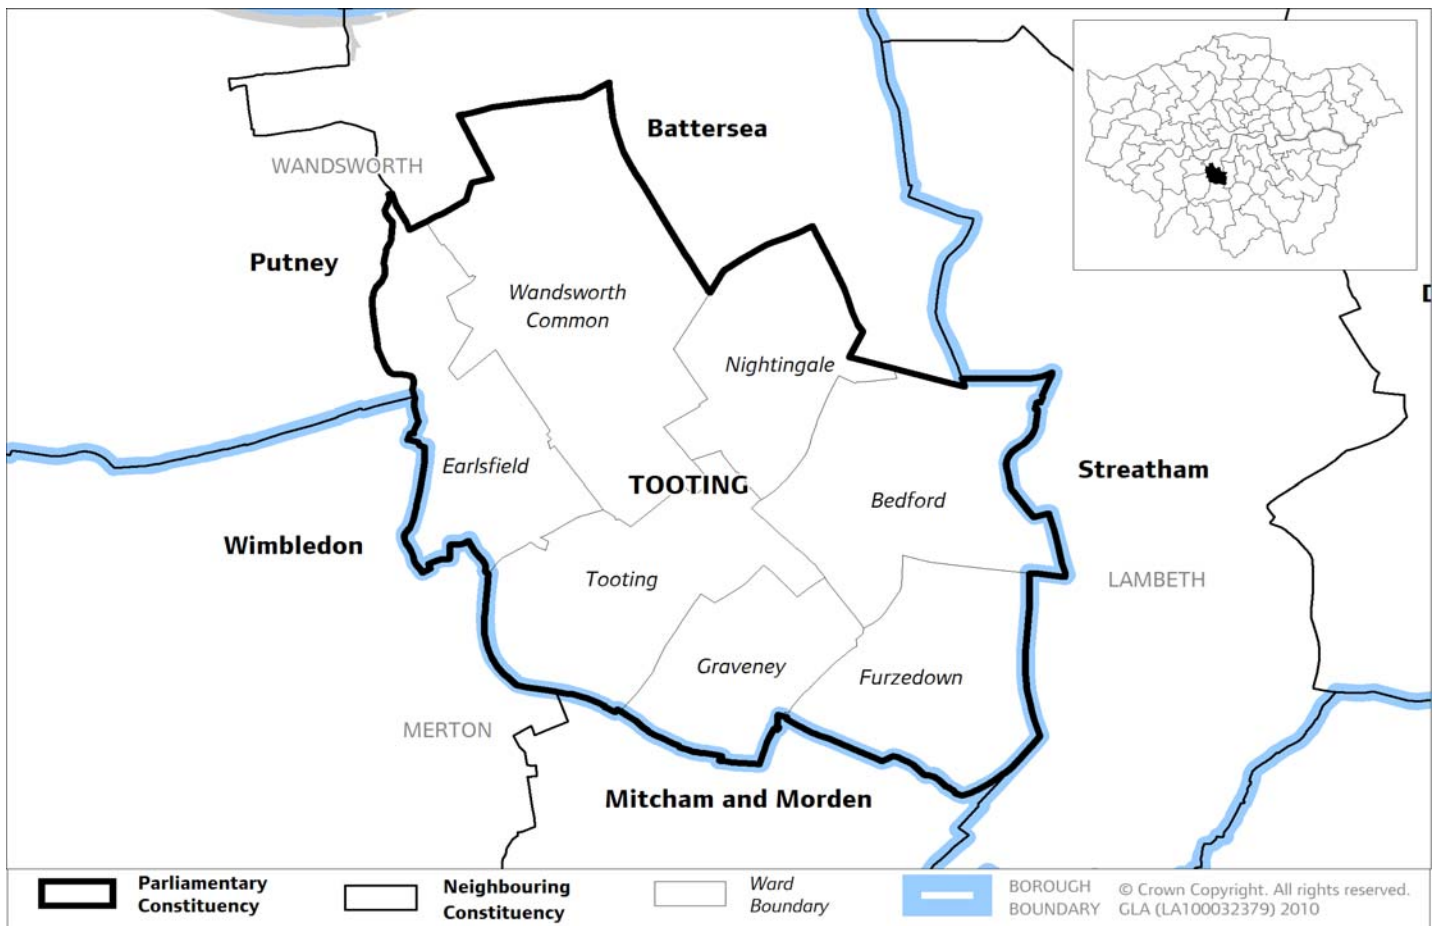 Battersea
WANDSWORTH
Putney
Wandsworth
Common
Nightingale
Earlsfield
TOOTING
Streatham
Bedford
Wimbledon
Tooting
LAMBETH
Graveney
Furzedown
MERTON
Mitcham and Morden
Parliamentary
Constituency
Neighbouring
Constituency
Ward
Boundary
BOROUGH
BOUNDARY
© Crown Copyright. All rights reserved.
GLA (LA100032379) 2010